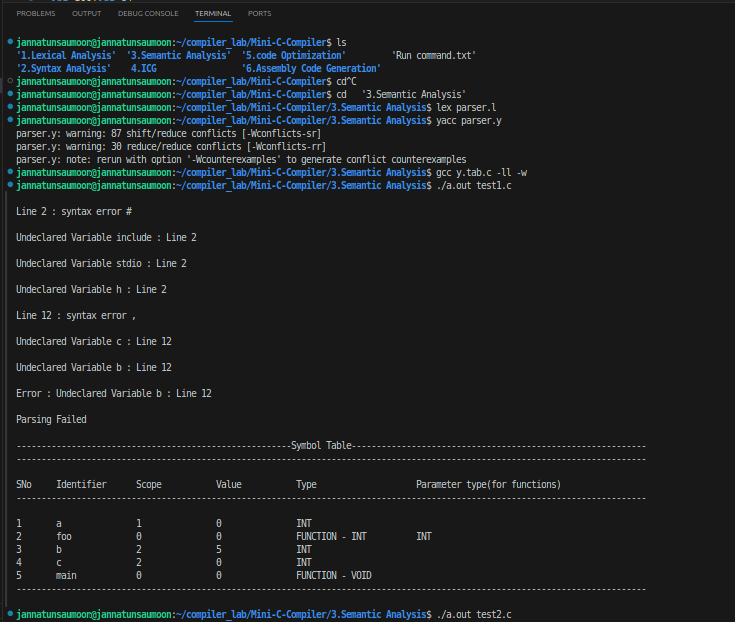 PROBLEMS OUTPUT DEBUG CONSOLE TERMINAL PORTS
jannatunsaumoon@jannatunsaumoon:~/compiler_lab/Mini-C-Compiler$ ls
'1.Lexical Analysis' '3.Semantic Analysis' '5.code Optimization' 'Run command.txt'
'2.Syntax Analysis' 4.ICG '6.Assembly Code Generation'
jannatunsaumoon@jannatunsaumoon:~/compiler_lab/Mini-C-Compiler$ cd^C
jannatunsaumoon@jannatunsaumoon:~/compiler_lab/Mini-C-Compiler$ cd '3.Semantic Analysis'
jannatunsaumoon@jannatunsaumoon:~/compiler_lab/Mini-C-Compiler/3.Semantic Analysis$ lex parser.l
jannatunsaumoon@jannatunsaumoon:~/compiler_lab/Mini-C-Compiler/3.Semantic Analysis$ yacc parser.y
parser.y: warning: 87 shift/reduce conflicts [-Wconflicts-sr]
parser.y: warning: 30 reduce/reduce conflicts [-Wconflicts-rr]
parser.y: note: rerun with option '-Wcounterexamples' to generate conflict counterexamples
jannatunsaumoon@jannatunsaumoon:~/compiler_lab/Mini-C-Compiler/3.Semantic Analysis$ gcc y.tab.c -ll -w
jannatunsaumoon@jannatunsaumoon:~/compiler_lab/Mini-C-Compiler/3.Semantic Analysis$ ./a.out test1.c
Line 2 : syntax error #
Undeclared Variable include : Line 2
Undeclared Variable stdio : Line 2
Undeclared Variable h : Line 2
Line 12 : syntax error ,
Undeclared Variable c : Line 12
Undeclared Variable b : Line 12
Error : Undeclared Variable b : Line 12
Parsing Failed
-------------------------------------------------------Symbol Table-----------------------------------------------------------
------------------------------------------------------------------------------------------------------------------------------
SNo Identifier Scope Value Type Parameter type(for functions)
------------------------------------------------------------------------------------------------------------------------------
1 a 1 0 INT
2 foo 0 0 FUNCTION - INT INT
3 b 2 5 INT
4 c 2 0 INT
5 main 0 0 FUNCTION - VOID
------------------------------------------------------------------------------------------------------------------------------
jannatunsaumoon@jannatunsaumoon:~/compiler_lab/Mini-C-Compiler/3.Semantic Analysis$ ./a.out test2.c